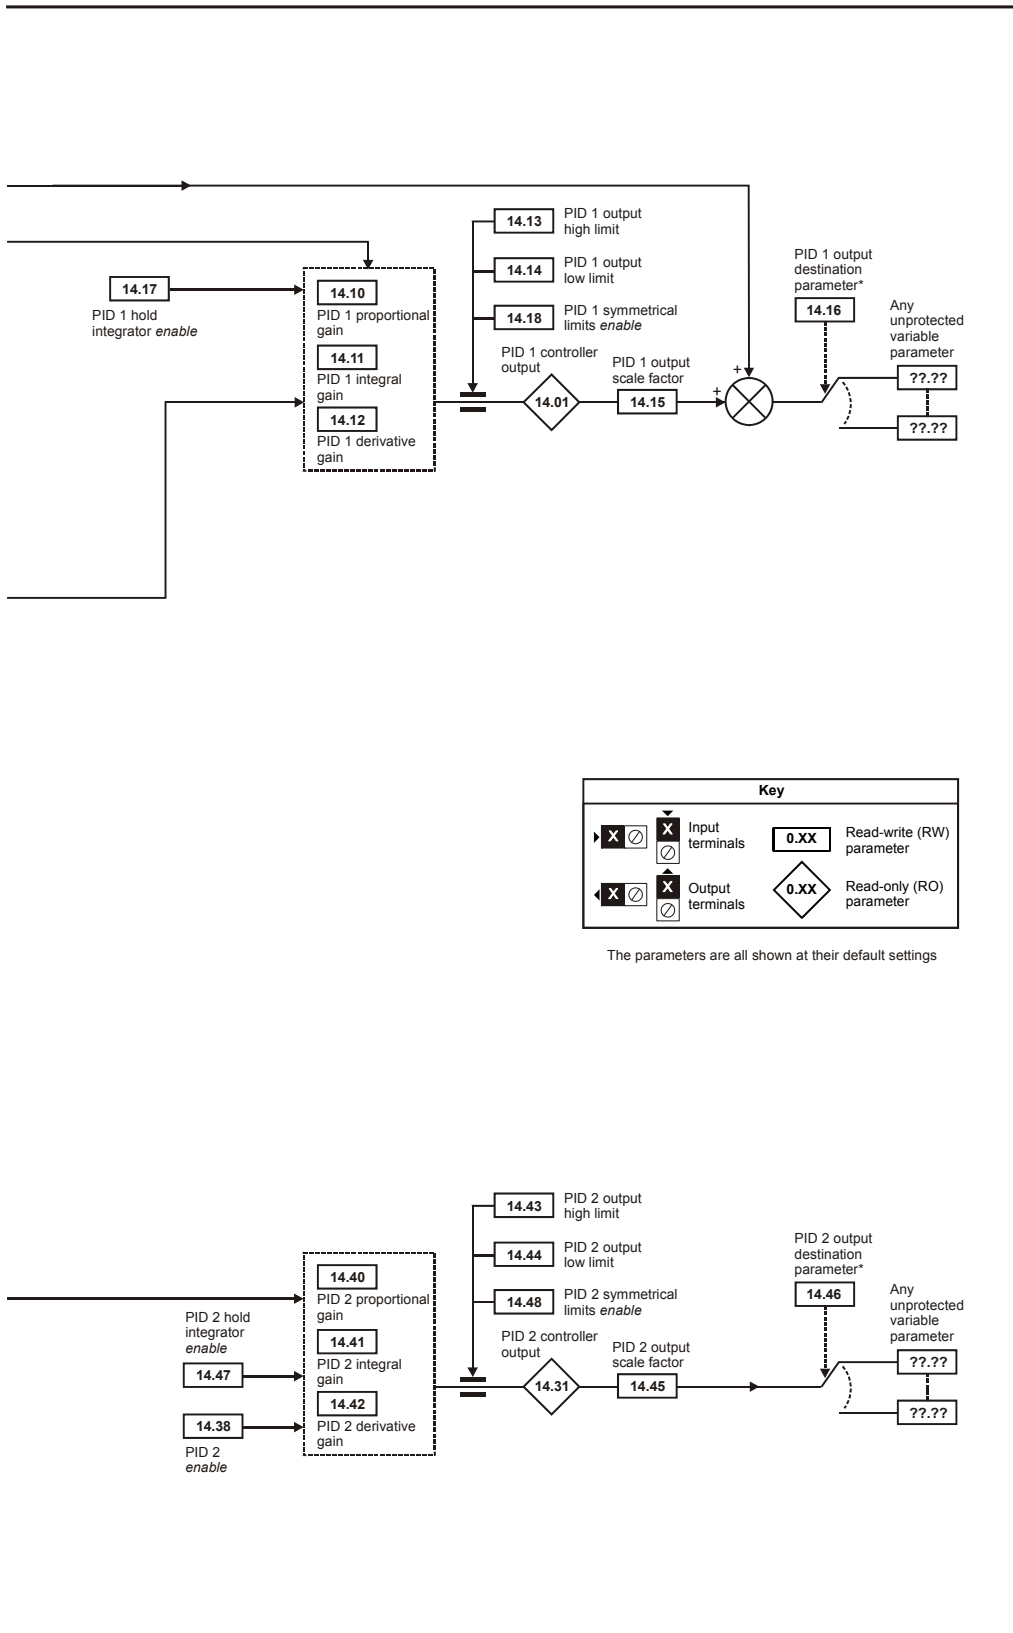 14.13
PID 1 output
high limit
14.14
PID 1 output
low limit
14.18
PID 1 symmetrical
limits enable
PID 1 output
destination
parameter*
14.16
Any
unprotected
variable
parameter
??.??
??.??
14.17
PID 1 hold
integrator enable
14.10
PID 1 proportional
gain
14.11
PID 1 integral
gain
14.12
PID 1 derivative
gain
PID 1 controller
output
14.01
PID 1 output
scale factor
14.15
+
+
Key
X
X
Input
terminals
0.XX
Read-write (RW)
parameter
X
X
Output
terminals
0.XX
Read-only (RO)
parameter
The parameters are all shown at their default settings
14.43
PID 2 output
high limit
14.44
PID 2 output
low limit
14.48
PID 2 symmetrical
limits enable
PID 2 output
destination
parameter*
14.46
Any
unprotected
variable
parameter
??.??
??.??
14.40
PID 2 proportional
gain
14.41
PID 2 integral
gain
14.42
PID 2 derivative
gain
PID 2 hold
integrator
enable
14.47
14.38
PID 2
enable
PID 2 controller
output
14.31
PID 2 output
scale factor
14.45